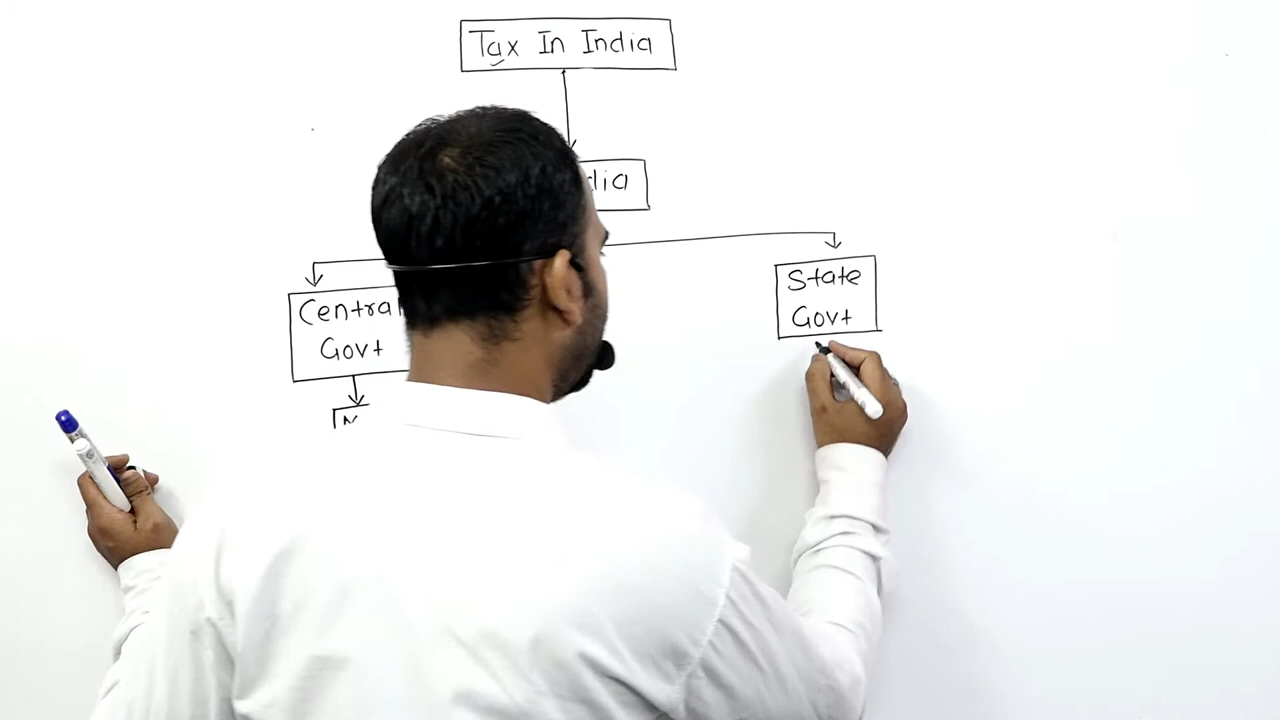 Tax In India
dia
Central
Govt
State
Govt